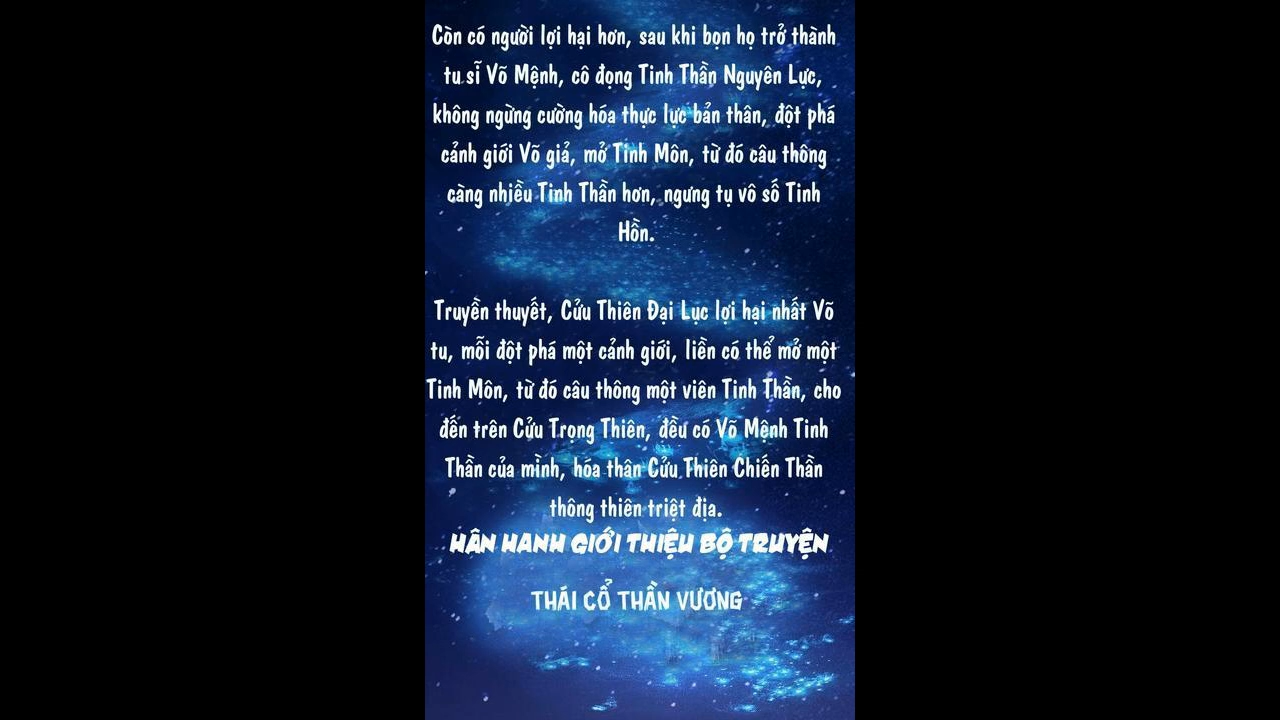 Còn có người lợi hại hơn, sau khi bọn họ trở thành
tu sĩ Võ Mệnh, cô đọng Tinh Thần Nguyên Lực,
không ngừng cường hóa thực lực bản thân, đột phá
cảnh giới Võ giả, mở Tinh Môn, từ đó câu thông
càng nhiều Tinh Thần hơn, ngưng tụ vô số Tinh
Hồn.
Truyền thuyết, Cửu Thiên Đại Lục lợi hại nhất Võ
tu, mỗi đột phá một cảnh giới, liền có thể mở một
Tinh Môn, từ đó câu thông một viên Tinh Thần, cho
đến trên Cửu Trọng Thiên, đều có Võ Mệnh Tinh
Thần của mình, hóa thân Cửu Thiên Chiến Thần
thông thiên triệt địa.
HÂN HANH GIỚI THIỆU BỘ TRUYỆN
THÁI CỔ THẦN VƯƠNG